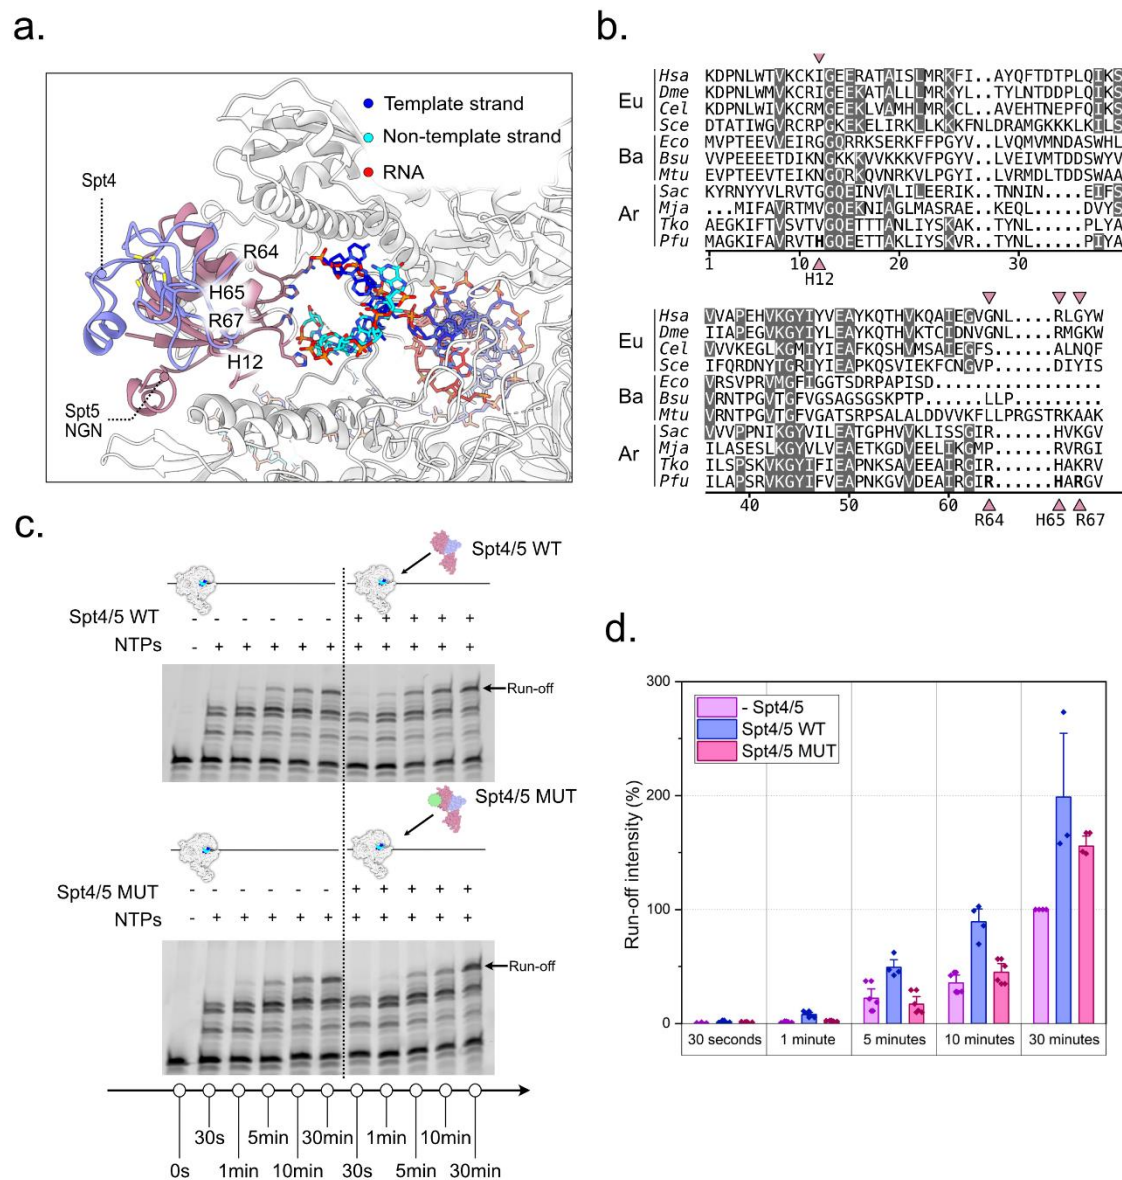 a.
Template strand
Non-template strand
RNA
Spt4
R64
H65
R67
H12
Spt5
NGN
b.
Eu
Hsa KDPNLWTVKCKIGEERATAISLMRKFI..AYQFTDTPLQIKS
Dme KDPNLWMVKCRIGEEKATALLLMRKYL..TYLNTDDPLQIKS
Cel KDPNLWIVKCRMGEEKLVAMHLMRKCL..AVEHTNEPFQIKS
Sce DTATIWGVRCRPGKEKELIRKLLKKKFNLDRAMGKKKLKILS
Ba
Eco MVPTEEVVEIRGGQRRKSERKFFPGYV..LVQMVMNDASWHL
Bsu VVPEEEETDIKNGKKKVVKKKVFPGYV..LVEIVMTDDSWYV
Mtu EVPTEEVTEIKNGQRKQVNRKVLPGYI..LVRMDLTDDSWAV
Ar
Sac KYRNYYVLRVTGGQEINVALILEERIK..TNNIN.....EIFS
Mja ...MIFAVRTMVGQEKNIAGLMASRAE..KEQLD.....DVYS
Tko AEGKIFTVSVTVGQETTTANLIYSKAK..TYNL.....PLYA
Pfu MAGKIFAVRVTHGQEETTAKLIYSKVR..TYNL.....PIYA
1 10 20 30
H12
Eu
Hsa VVAPEHVKGYIYVEAYKQTHVKQAIEGVGNL...RLGYW
Dme IIAPEGVKGYIYLEAYKQTHVKTCIDNVGNL...RMGKW
Cel VVVKEGLKGMIYIEAFKQSHVMSAIEGFS......ALNQF
Sce IFQRDNYTGRIYIEAPKQSVIEKFCNGVP......DIYIS
Ba
Eco VRSVPRVMGFIGGTSDRPAPISD.................
Bsu VRNTPGVTGFVGSAGSGSKPTP........LLP.......
Mtu VRNTPGVTGFVGATSRPSALALDDVVKFLLPRGSTRKAAK
Ar
Sac VVVPPNIKGYVILEATGPHVVKLISSGIR......HVKGV
Mja ILASESLKGYVLVEAETKGDVEELIKGMP......RVRGI
Tko ILSPSKVKGYIFIEAPNKSAVEEAIRGIR......HAKRV
Pfu ILAPSRVKGYIFVEAPNKGVVDEAIRGIR......HARGV
40 50 60
R64 H65 R67
c.
Spt4/5 WT
Spt4/5 WT - - - - - - + + + + +
NTPs - + + + + + + + + + +
Run-off
Spt4/5 MUT
Spt4/5 MUT - - - - - - + + + + +
NTPs - + + + + + + + + + +
Run-off
30s 5min 30min 1min 10min
0s 1min 10min 30s 5min 30min
d.
Run-off intensity (%)
300
200
100
0
- Spt4/5
Spt4/5 WT
Spt4/5 MUT
30 seconds
1 minute
5 minutes
10 minutes
30 minutes